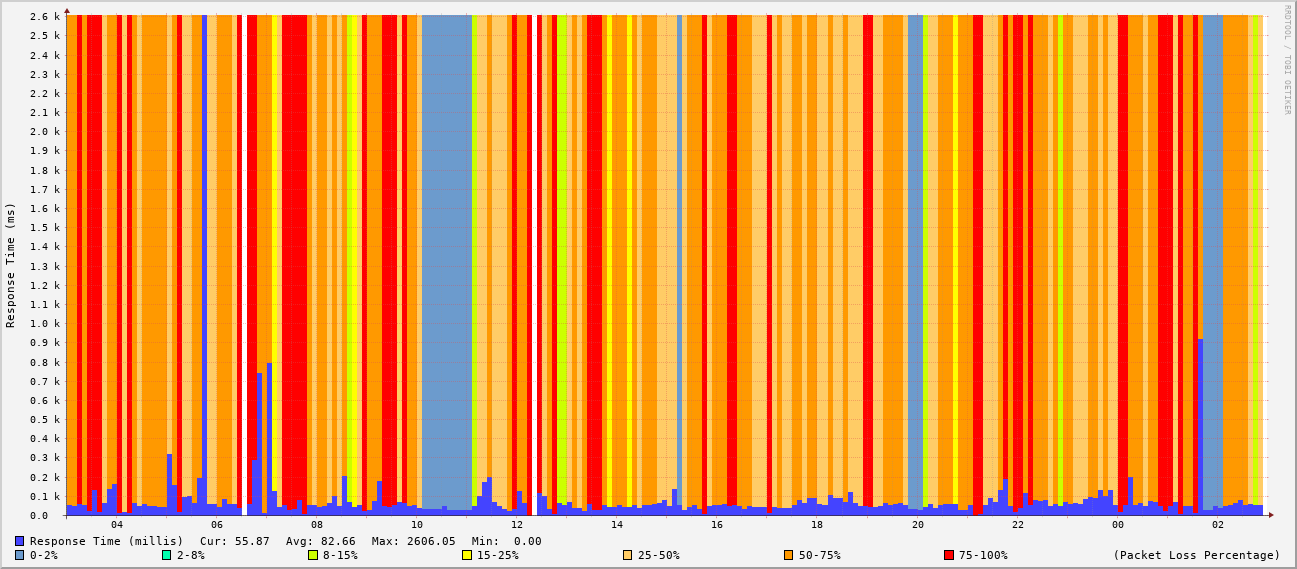 2.6 k
2.5 k
2.4 k
2.3 k
2.2 k
2.1 k
2.0 k
1.9 k
1.8 k
1.7 k
1.6 k
1.5 k
1.4 k
1.3 k
1.2 k
1.1 k
1.0 k
0.9 k
0.8 k
0.7 k
0.6 k
0.5 k
0.4 k
0.3 k
0.2 k
0.1 k
0.0
Response Time (ms)
RRDTOOL / TOBI OETIKER
04 06 08 10 12 14 16 18 20 22 00 02
Response Time (millis) Cur: 55.87 Avg: 82.66 Max: 2606.05 Min: 0.00
0-2% 2-8% 8-15% 15-25% 25-50% 50-75% 75-100% (Packet Loss Percentage)